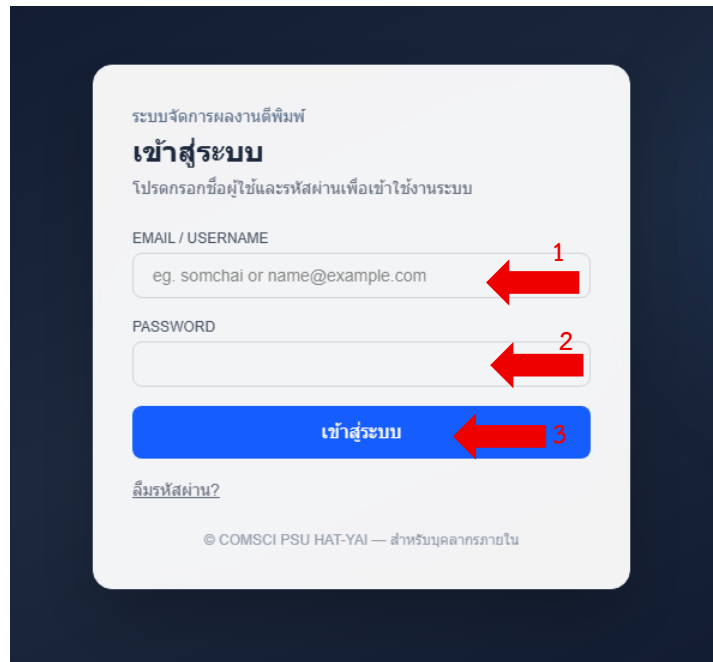 ระบบจัดการผลงานตีพิมพ์
เข้าสู่ระบบ
โปรดกรอกชื่อผู้ใช้และรหัสผ่านเพื่อเข้าใช้งานระบบ
EMAIL / USERNAME
1
eg. somchai or name@example.com
PASSWORD
2
เข้าสู่ระบบ
3
ลืมรหัสผ่าน?
© COMSCI PSU HAT-YAI — สำหรับบุคลากรภายใน